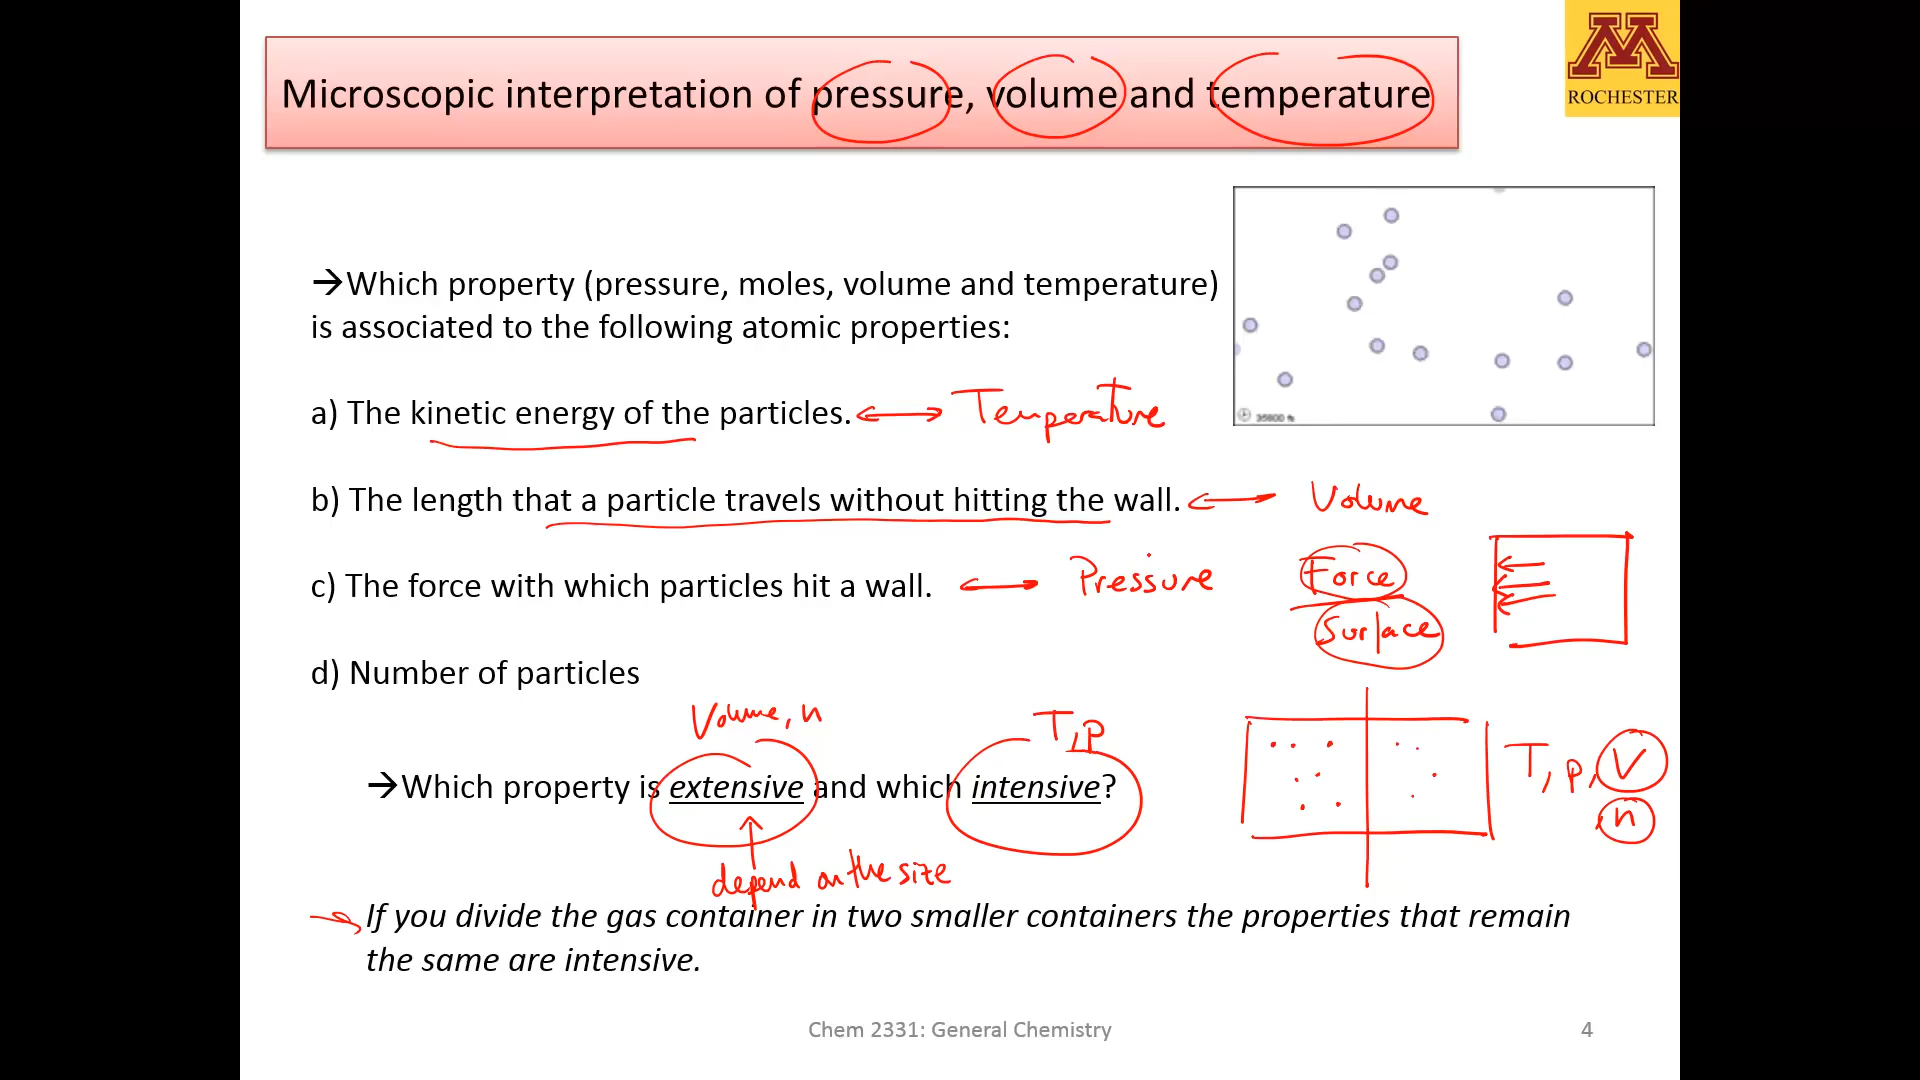 Microscopic interpretation of pressure, volume and temperature
ROCHESTER
→Which property (pressure, moles, volume and temperature)
is associated to the following atomic properties:
35800 fs
a) The kinetic energy of the particles. Temperature
b) The length that a particle travels without hitting the wall. Volume
c) The force with which particles hit a wall. Pressure Force
Surface
d) Number of particles
Volume, n T, P
T, P, V
, n
→Which property is extensive and which intensive?
depend on the size
If you divide the gas container in two smaller containers the properties that remain
the same are intensive.
Chem 2331: General Chemistry 4